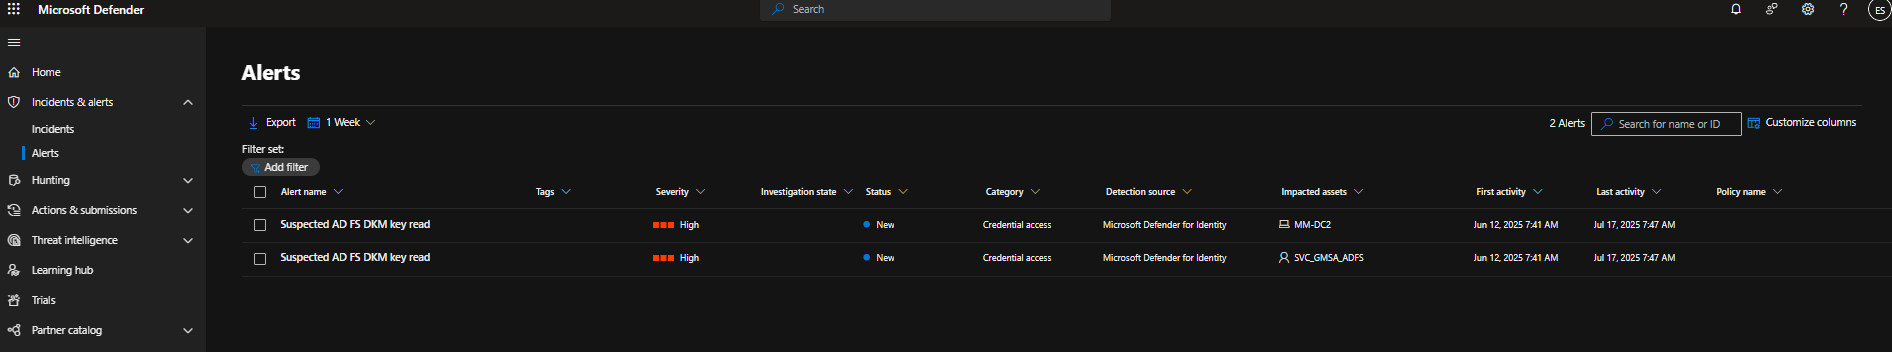 Microsoft Defender
Search
ES
Home
Incidents & alerts
Incidents
Alerts
Hunting
Actions & submissions
Threat intelligence
Learning hub
Trials
Partner catalog
Alerts
Export 1 Week 2 Alerts Search for name or ID Customize columns
Filter set:
Add filter
Alert name Tags Severity Investigation state Status Category Detection source Impacted assets First activity Last activity Policy name
Suspected AD FS DKM key read High New Credential access Microsoft Defender for Identity MM-DC2 Jun 12, 2025 7:41 AM Jul 17, 2025 7:47 AM
Suspected AD FS DKM key read High New Credential access Microsoft Defender for Identity SVC_GMSA_ADFS Jun 12, 2025 7:41 AM Jul 17, 2025 7:47 AM